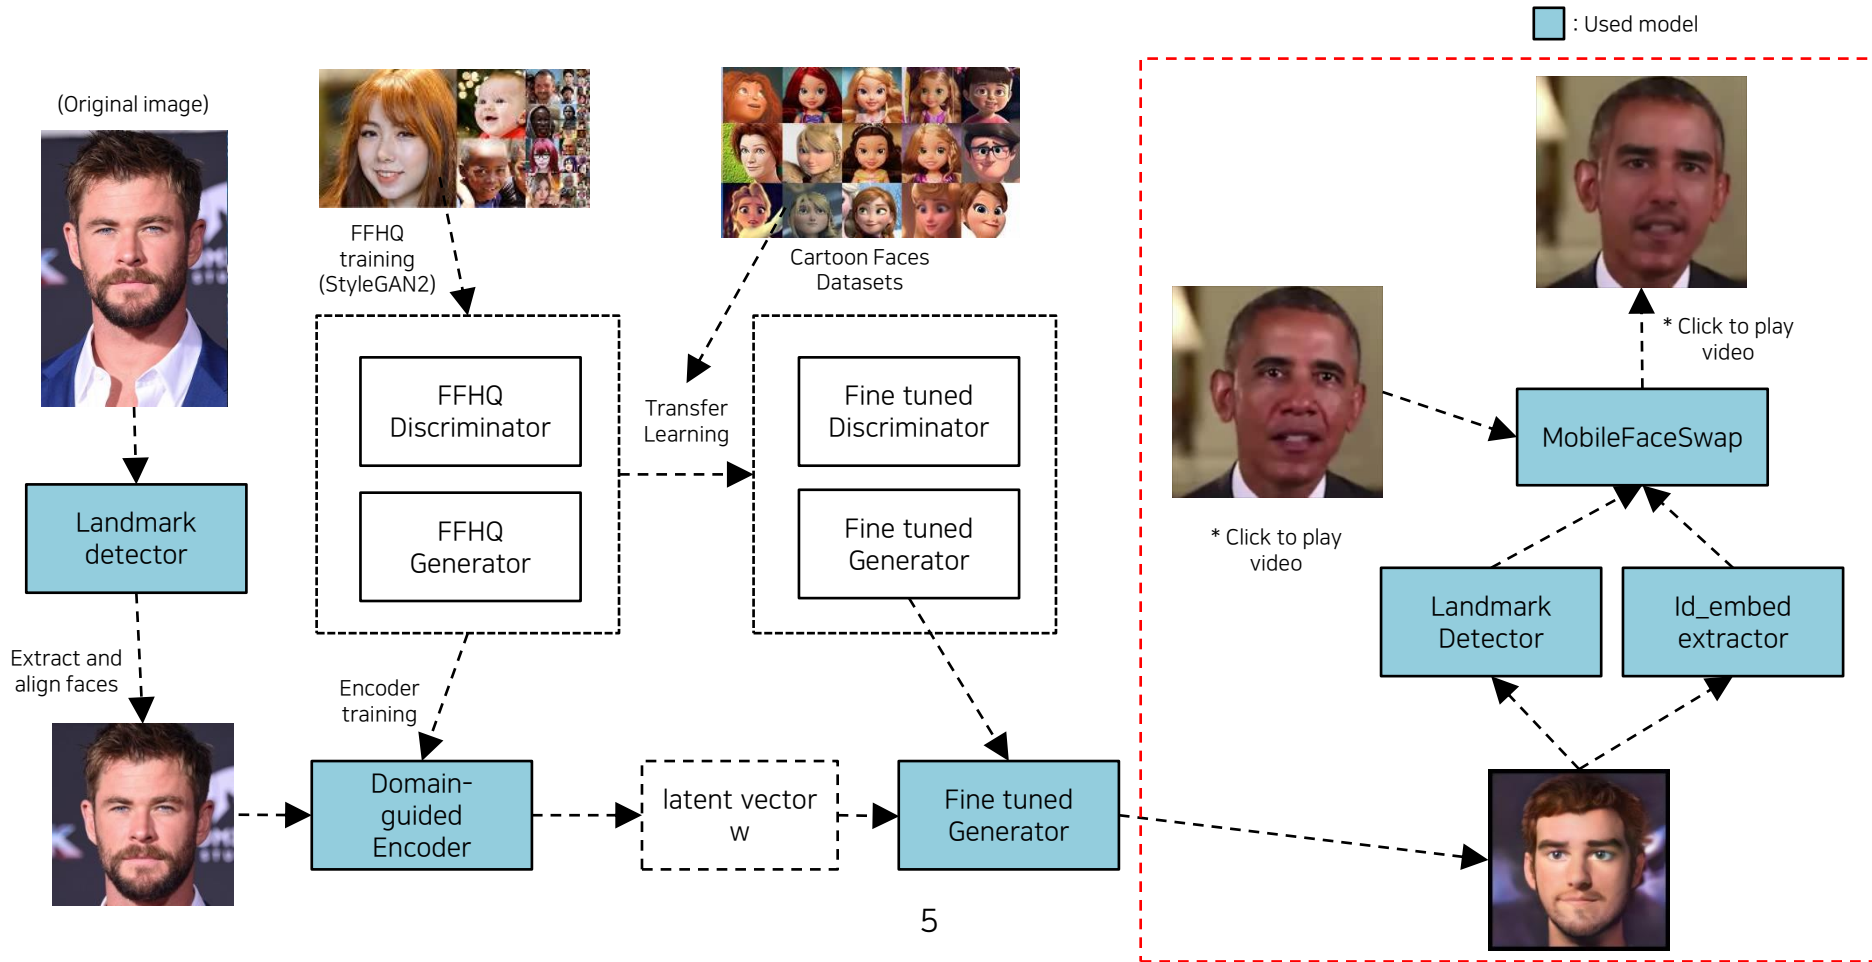 : Used model
(Original image)
FFHQ
training
(StyleGAN2)
Cartoon Faces
Datasets
* Click to play
video
FFHQ
Discriminator
Transfer
Learning
Fine tuned
Discriminator
MobileFaceSwap
Landmark
detector
FFHQ
Generator
Fine tuned
Generator
* Click to play
video
Landmark
Detector
Id_embed
extractor
Extract and
align faces
Encoder
training
Domain-
guided
Encoder
latent vector
w
Fine tuned
Generator
5